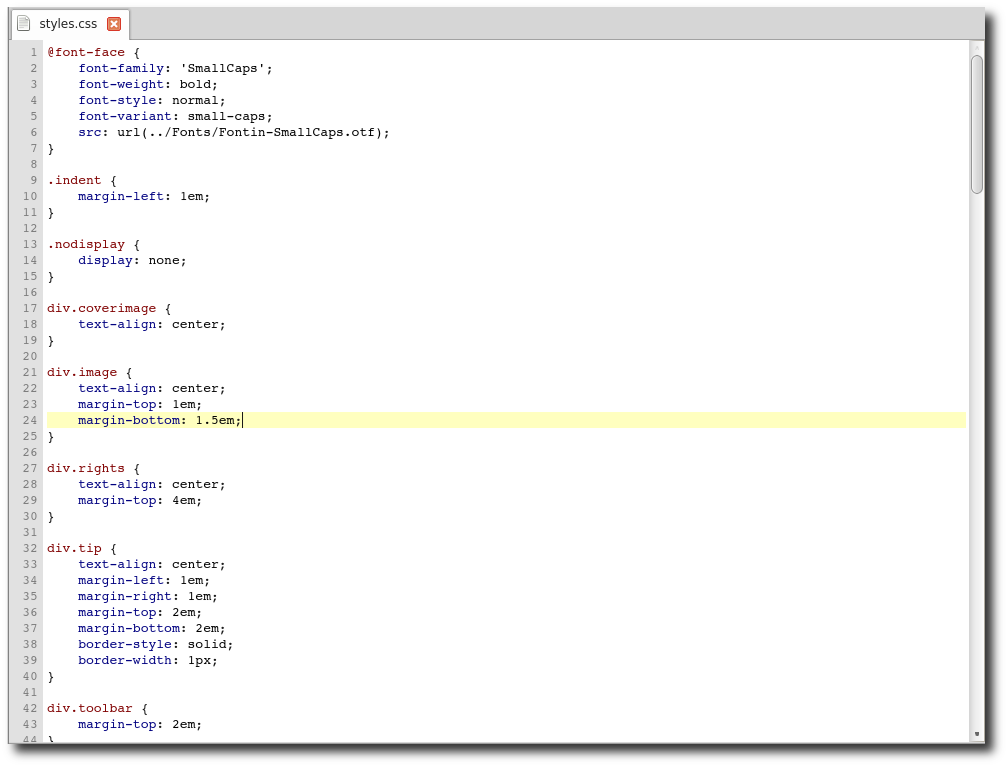 styles.css
1 @font-face {
2     font-family: 'SmallCaps';
3     font-weight: bold;
4     font-style: normal;
5     font-variant: small-caps;
6     src: url(../Fonts/Fontin-SmallCaps.otf);
7 }
8
9 .indent {
10     margin-left: 1em;
11 }
12
13 .nodisplay {
14     display: none;
15 }
16
17 div.coverimage {
18     text-align: center;
19 }
20
21 div.image {
22     text-align: center;
23     margin-top: 1em;
24     margin-bottom: 1.5em;
25 }
26
27 div.rights {
28     text-align: center;
29     margin-top: 4em;
30 }
31
32 div.tip {
33     text-align: center;
34     margin-left: 1em;
35     margin-right: 1em;
36     margin-top: 2em;
37     margin-bottom: 2em;
38     border-style: solid;
39     border-width: 1px;
40 }
41
42 div.toolbar {
43     margin-top: 2em;
44 }